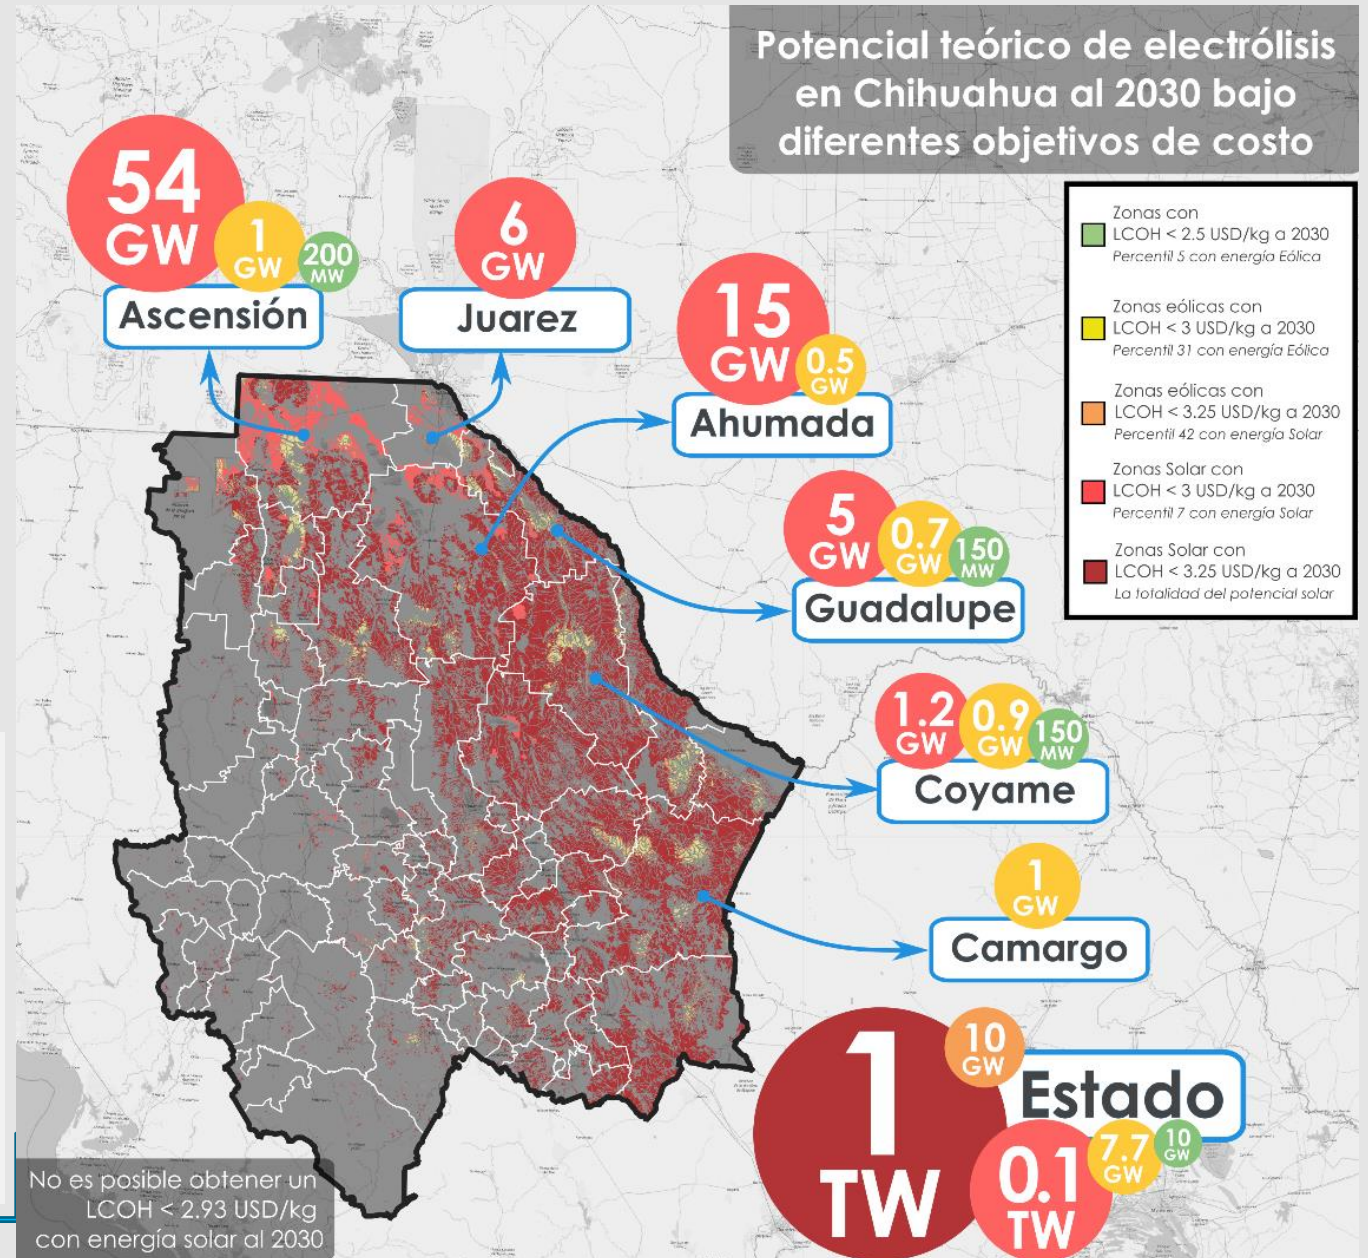 Potencial teórico de electrólisis
en Chihuahua al 2030 bajo
diferentes objetivos de costo
54
GW
1
GW
200
MW
Ascensión
6
GW
Juarez
15
GW
0.5
GW
Ahumada
5
GW
0.7
GW
150
MW
Guadalupe
1.2
GW
0.9
GW
150
MW
Coyame
1
GW
Camargo
1
TW
10
GW
Estado
0.1
TW
7.7
GW
10
GW
Zonas con
LCOH < 2.5 USD/kg a 2030
Percentil 5 con energía Eólica
Zonas eólicas con
LCOH < 3 USD/kg a 2030
Percentil 31 con energía Eólica
Zonas eólicas con
LCOH < 3.25 USD/kg a 2030
Percentil 42 con energía Solar
Zonas Solar con
LCOH < 3 USD/kg a 2030
Percentil 7 con energía Solar
Zonas Solar con
LCOH < 3.25 USD/kg a 2030
La totalidad del potencial solar
No es posible obtener un
LCOH < 2.93 USD/kg
con energía solar al 2030